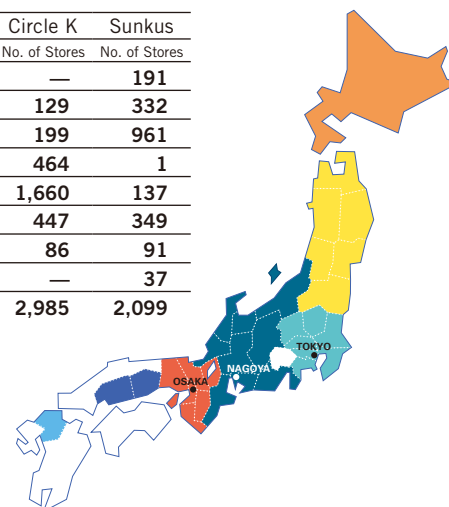 Circle K Sunkus
No. of Stores No. of Stores
— 191
129 332
199 961
464 1
1,660 137
447 349
86 91
— 37
2,985 2,099
TOKYO
NAGOYA
OSAKA